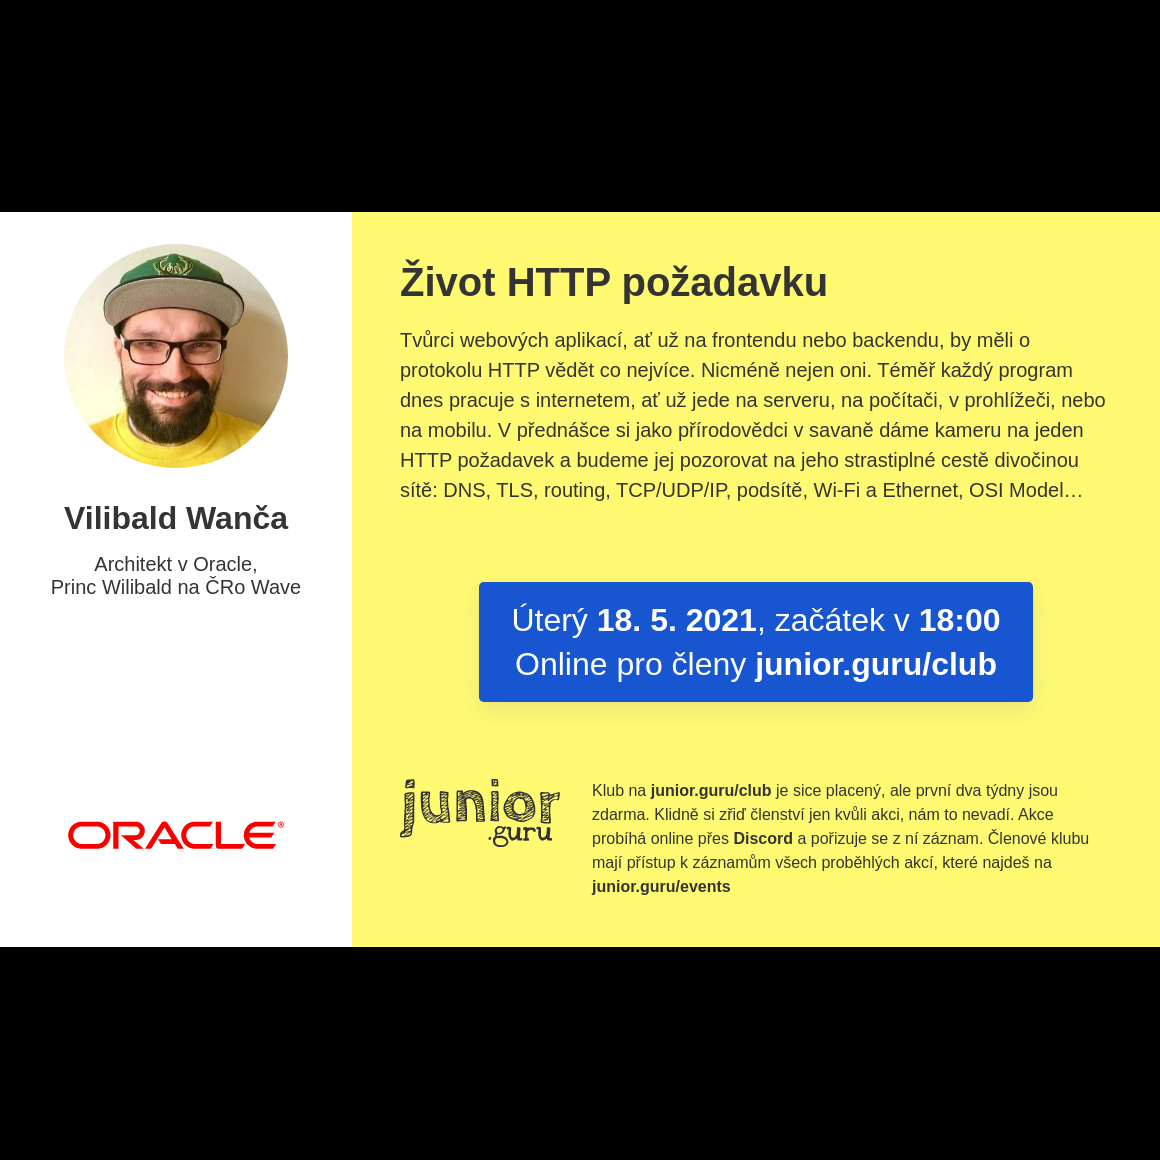 Vilibald Wanča
Architekt v Oracle,
Princ Wilibald na ČRo Wave
ORACLE®
Život HTTP požadavku
Tvůrci webových aplikací, ať už na frontendu nebo backendu, by měli o
protokolu HTTP vědět co nejvíce. Nicméně nejen oni. Téměř každý program
dnes pracuje s internetem, ať už jede na serveru, na počítači, v prohlížeči, nebo
na mobilu. V přednášce si jako přírodovědci v savaně dáme kameru na jeden
HTTP požadavek a budeme jej pozorovat na jeho strastiplné cestě divočinou
sítě: DNS, TLS, routing, TCP/UDP/IP, podsítě, Wi-Fi a Ethernet, OSI Model…
Úterý 18. 5. 2021, začátek v 18:00
Online pro členy junior.guru/club
junior
.guru
Klub na junior.guru/club je sice placený, ale první dva týdny jsou
zdarma. Klidně si zřiď členství jen kvůli akci, nám to nevadí. Akce
probíhá online přes Discord a pořizuje se z ní záznam. Členové klubu
mají přístup k záznamům všech proběhlých akcí, které najdeš na
junior.guru/events